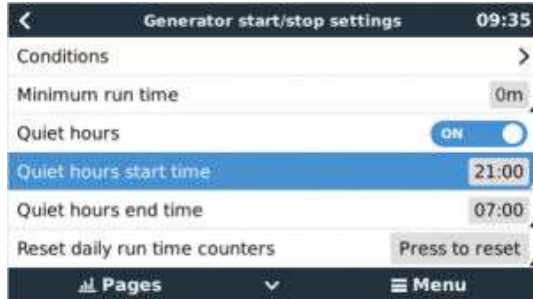 Generator start/stop settings 09:35
Conditions
Minimum run time 0m
Quiet hours ON
Quiet hours start time 21:00
Quiet hours end time 07:00
Reset daily run time counters Press to reset
Pages Menu